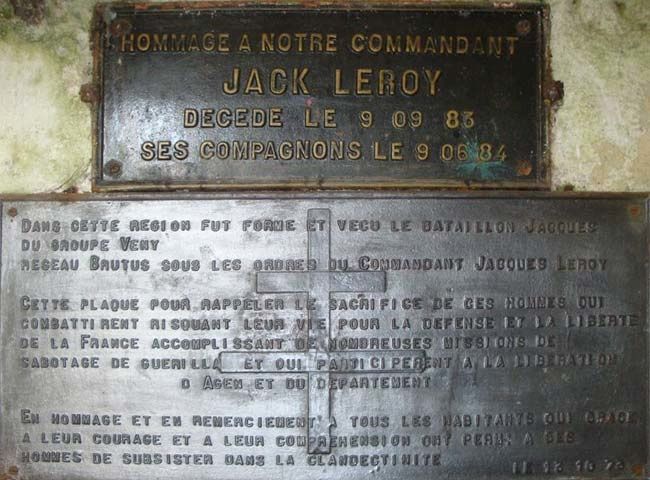 HOMMAGE A NOTRE COMMANDANT
JACK LEROY
DECEDE LE 9 09 83
SES COMPAGNONS LE 9 06 84
DANS CETTE REGION FUT FORME ET VECU LE BATAILLON JACQUES
DU GROUPE VENY
RESEAU BRUTUS SOUS LES ORDRES DU COMMANDANT JACQUES LEROY
CETTE PLAQUE POUR RAPPELER LE SACRIFICE DE CES HOMMES QUI
COMBATTIRENT RISQUANT LEUR VIE POUR LA DEFENSE ET LA LIBERTE
DE LA FRANCE ACCOMPLISSANT DE NOMBREUSES MISSIONS DE
SABOTAGE DE GUERILLA ET QUI PARTICIPERENT A LA LIBERATION
D AGEN ET DU DEPARTEMENT
EN HOMMAGE ET EN REMERCIEMENT A TOUS LES HABITANTS QUI GRACE
A LEUR COURAGE ET A LEUR COMPREHENSION ONT PERMI A CES
HOMMES DE SUBSISTER DANS LA CLANDECTINITE LE 13 10